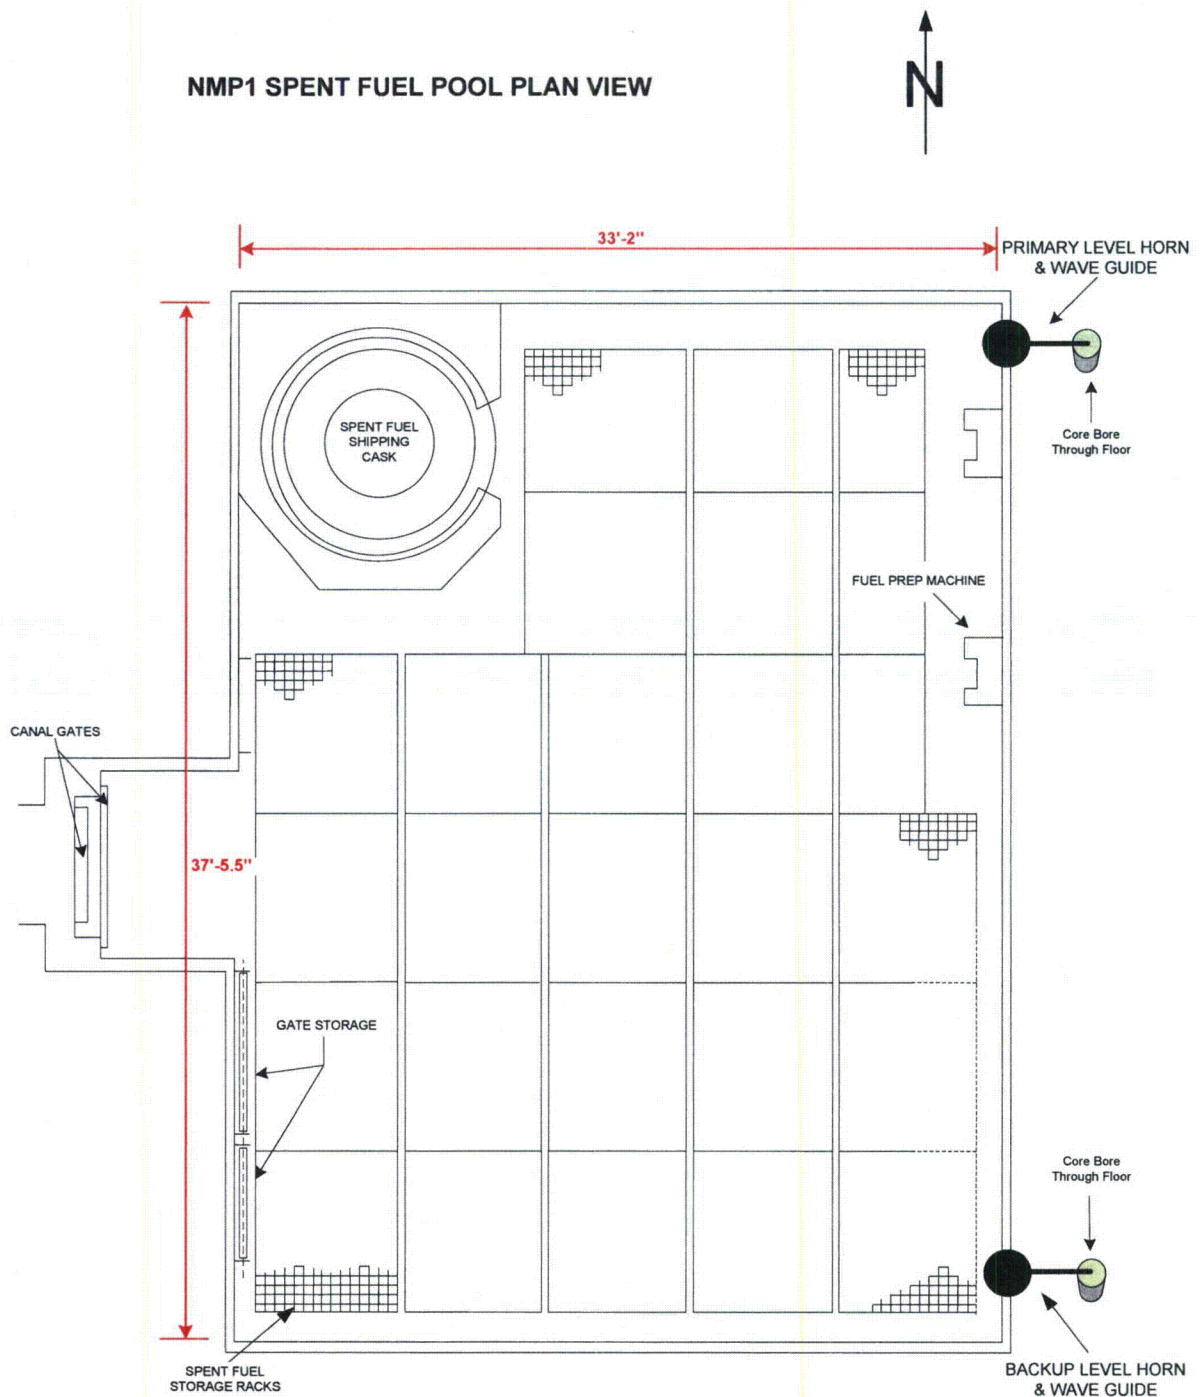 NMP1 SPENT FUEL POOL PLAN VIEW
N
33'-2"
PRIMARY LEVEL HORN
& WAVE GUIDE
SPENT FUEL
SHIPPING
CASK
Core Bore
Through Floor
FUEL PREP MACHINE
CANAL GATES
37'-5.5"
GATE STORAGE
Core Bore
Through Floor
SPENT FUEL
STORAGE RACKS
BACKUP LEVEL HORN
& WAVE GUIDE